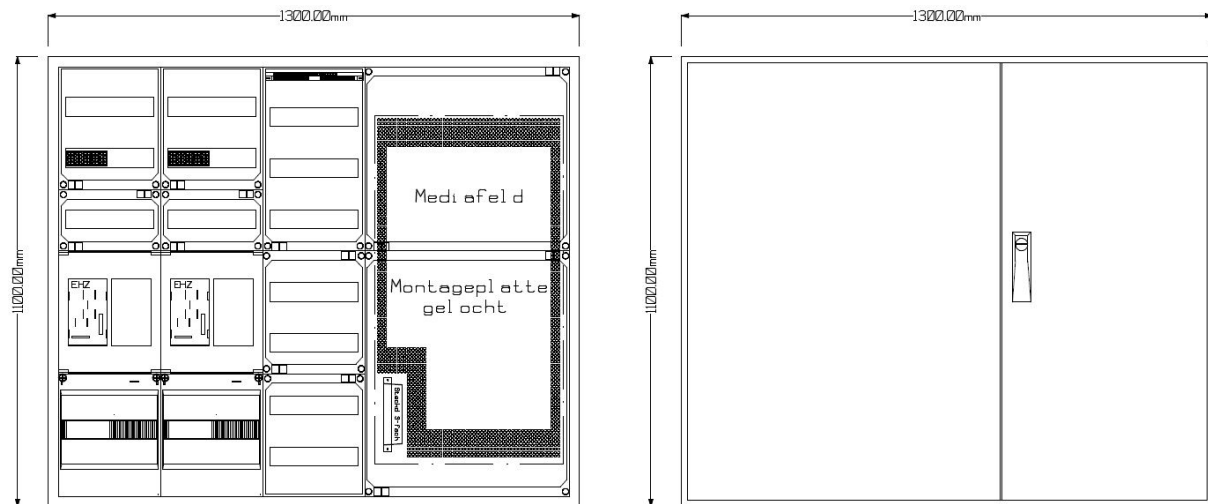 1300.00mm
1300.00mm
1100.00mm
1100.00mm
Mediafeld
EHZ
EHZ
Montageplatte
gelocht